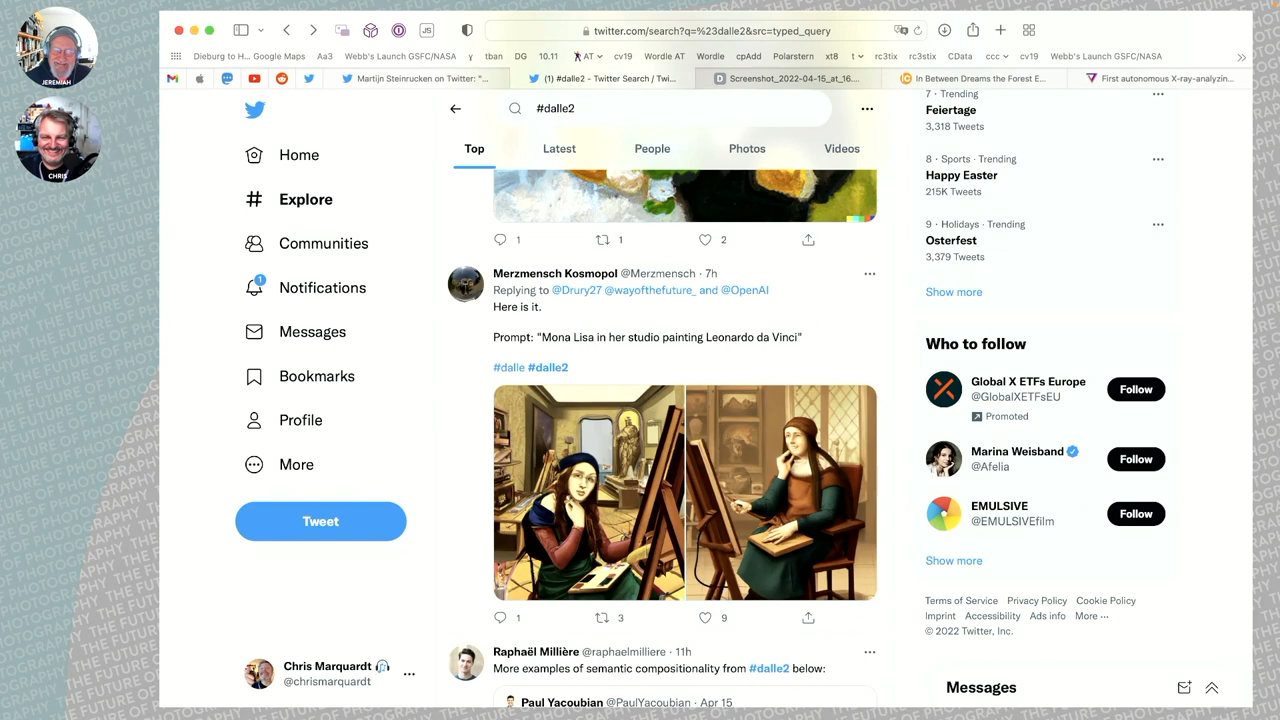 THE FUTURE OF PHOTOGRAPHY
JEREMIAH
CHRIS
JS
twitter.com/search?q=%23dalle2&src=typed_query
Dieburg to H... Google Maps Aa3 Webb's Launch GSFC/NASA tban DG 10.11 AT cv19 Wordle AT Wordle cpAdd Polarstern xt8 t rc3tix rc3stix CData ccc cv19 Webb's Launch GSFC/NASA
Martijn Steinrucken on Twitter: "... (1) #dalle2 - Twitter Search / Twi... Screenshot_2022-04-15_at_16.... In Between Dreams the Forest E... First autonomous X-ray-analyzin...
#dalle2
Top Latest People Photos Videos
Home
Explore
Communities
1
Notifications
Messages
Bookmarks
Profile
More
Tweet
Chris Marquardt
@chrismarquardt
1 1 2
Merzmensch Kosmopol @Merzmensch · 7h
Replying to @Drury27 @wayofthefuture_ and @OpenAI
Here is it.
Prompt: "Mona Lisa in her studio painting Leonardo da Vinci"
#dalle #dalle2
1 3 9
Raphaël Millière @raphaelmilliere · 11h
More examples of semantic compositionality from #dalle2 below:
Paul Yacoubian @PaulYacoubian · Apr 15
7 · Trending
Feiertage
3,318 Tweets
8 · Sports · Trending
Happy Easter
215K Tweets
9 · Holidays · Trending
Osterfest
3,379 Tweets
Show more
Who to follow
Global X ETFs Europe
@GlobalXETFsEU
Promoted
Follow
Marina Weisband
@Afelia
Follow
EMULSIVE
@EMULSIVEfilm
Follow
Show more
Terms of Service Privacy Policy Cookie Policy
Imprint Accessibility Ads info More ···
© 2022 Twitter, Inc.
Messages